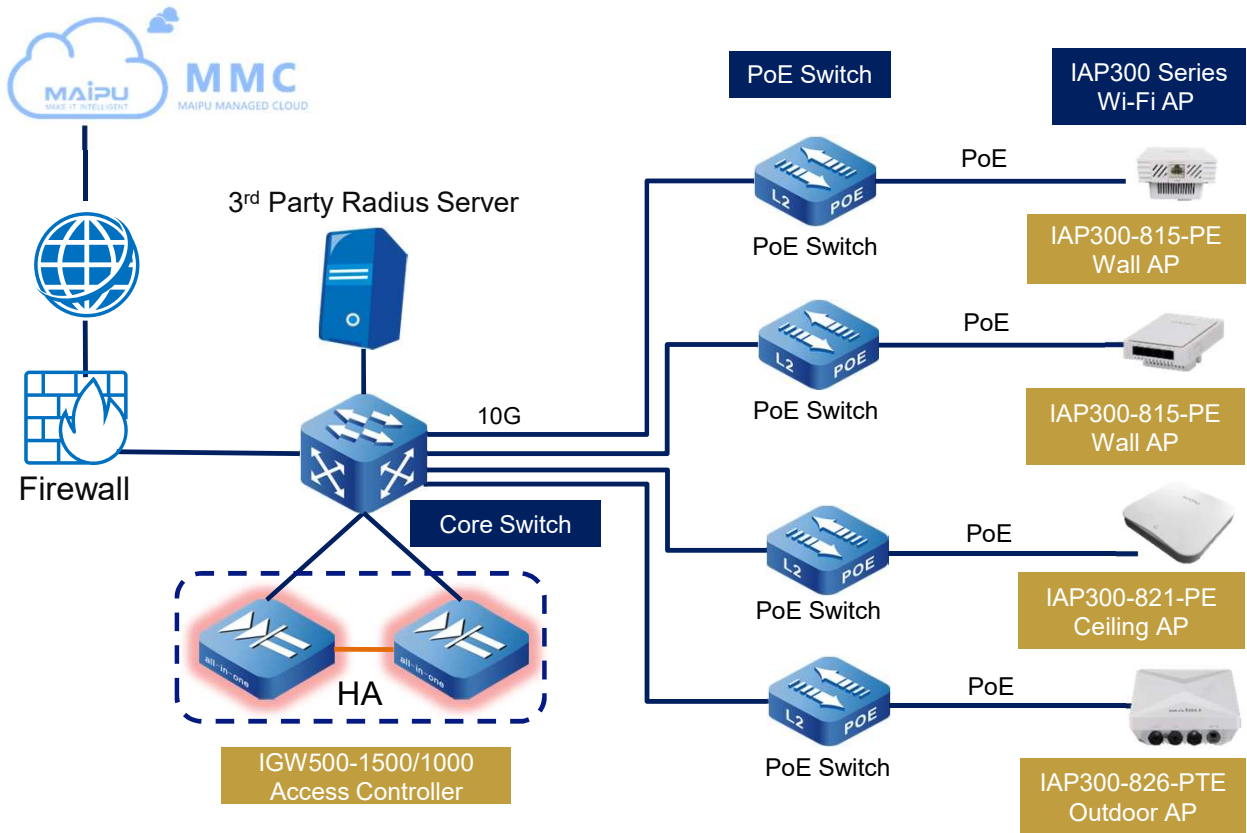 MAIPU
MAKE IT INTELLIGENT
MMC
MAIPU MANAGED CLOUD
PoE Switch
IAP300 Series
Wi-Fi AP
3rd Party Radius Server
L2 POE
PoE Switch
PoE
IAP300-815-PE
Wall AP
L2 POE
PoE Switch
PoE
IAP300-815-PE
Wall AP
10G
Firewall
Core Switch
L2 POE
PoE Switch
PoE
IAP300-821-PE
Ceiling AP
all-in-one
all-in-one
HA
IGW500-1500/1000
Access Controller
L2 POE
PoE Switch
PoE
maipu
IAP300-826-PTE
Outdoor AP